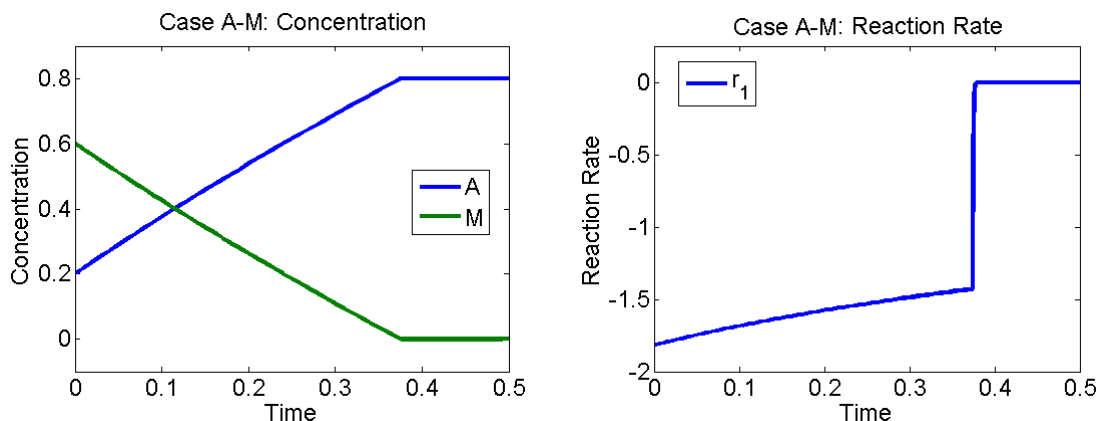 Case A-M: Concentration
Concentration
0.8
0.6
0.4
0.2
0
A
M
0 0.1 0.2 0.3 0.4 0.5
Time
Case A-M: Reaction Rate
Reaction Rate
0
-0.5
-1
-1.5
-2
r1
0 0.1 0.2 0.3 0.4 0.5
Time